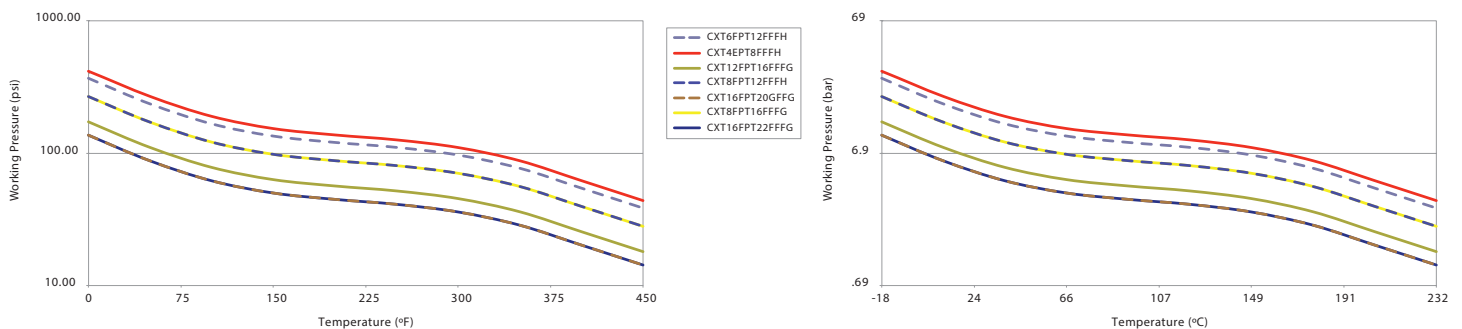 1000.00
100.00
10.00
Working Pressure (psi)
0 75 150 225 300 375 450
Temperature (ºF)
CXT6FPT12FFFH
CXT4EPT8FFFH
CXT12FPT16FFFG
CXT8FPT12FFFH
CXT16FPT20GFFG
CXT8FPT16FFFG
CXT16FPT22FFFG
69
6.9
.69
Working Pressure (bar)
-18 24 66 107 149 191 232
Temperature (ºC)